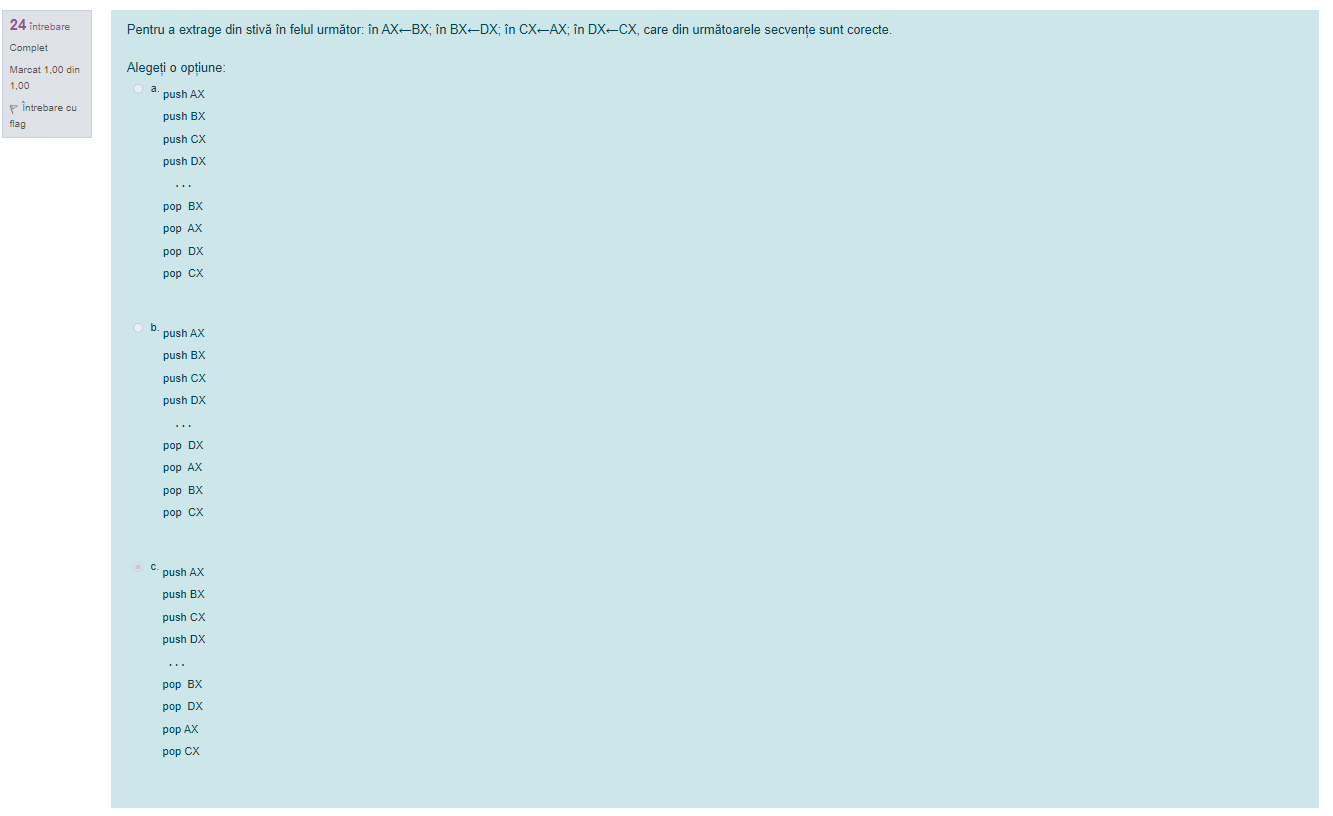 24 Întrebare
Complet
Marcat 1,00 din
1,00
Întrebare cu
flag
Pentru a extrage din stivă în felul următor: în AX←BX; în BX←DX; în CX←AX; în DX←CX, care din următoarele secvențe sunt corecte.
Alegeți o opțiune:
a.
push AX
push BX
push CX
push DX
...
pop BX
pop AX
pop DX
pop CX
b.
push AX
push BX
push CX
push DX
...
pop DX
pop AX
pop BX
pop CX
c.
push AX
push BX
push CX
push DX
...
pop BX
pop DX
pop AX
pop CX